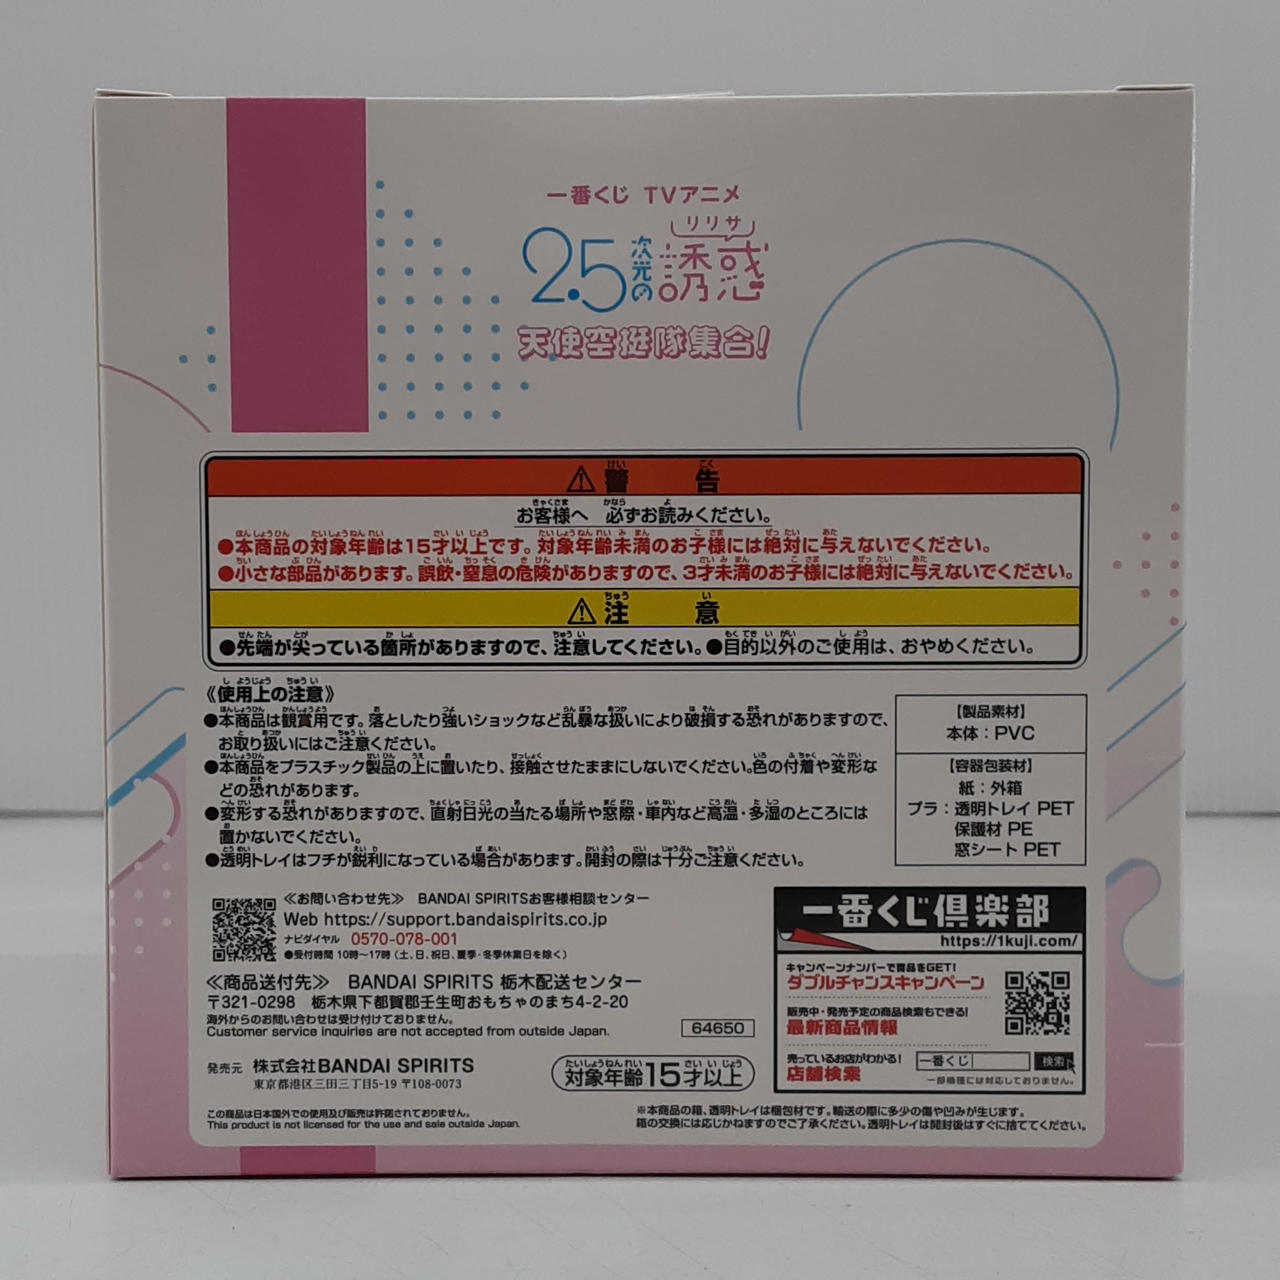 一番くじ TVアニメ
2.5次元の誘惑
リリサ
天使空挺隊集合!
⚠警告
お客様へ 必ずお読みください。
●本商品の対象年齢は15才以上です。対象年齢未満のお子様には絶対に与えないでください。
●小さな部品があります。誤飲・窒息の危険がありますので、3才未満のお子様には絶対に与えないでください。
⚠注意
●先端が尖っている箇所がありますので、注意してください。●目的以外のご使用は、おやめください。
《使用上の注意》
●本商品は観賞用です。落としたり強いショックなど乱暴な扱いにより破損する恐れがありますので、
お取り扱いにはご注意ください。
●本商品をプラスチック製品の上に置いたり、接触させたままにしないでください。色の付着や変形な
どの恐れがあります。
●変形する恐れがありますので、直射日光の当たる場所や窓際・車内など高温・多湿のところには
置かないでください。
●透明トレイはフチが鋭利になっている場合があります。開封の際は十分ご注意ください。
【製品素材】
本体：PVC
【容器包装材】
紙：外箱
プラ：透明トレイ PET
保護材 PE
窓シート PET
≪お問い合わせ先≫ BANDAI SPIRITSお客様相談センター
Web https://support.bandaispirits.co.jp
ナビダイヤル 0570-078-001
●受付時間 10時~17時(土、日、祝日、夏季・冬季休業日を除く)
≪商品送付先≫ BANDAI SPIRITS 栃木配送センター
〒321-0298 栃木県下都賀郡壬生町おもちゃのまち4-2-20
海外からのお問い合わせは受け付けておりません。
Customer service inquiries are not accepted from outside Japan.
64650
発売元 株式会社BANDAI SPIRITS
東京都港区三田三丁目5-19 〒108-0073
対象年齢15才以上
この商品は日本国外での使用及び販売は許諾されておりません。
This product is not licensed for the use and sale outside Japan.
一番くじ倶楽部
https://1kuji.com/
キャンペーンナンバーで賞品をGET!
ダブルチャンスキャンペーン
販売中・発売予定の商品検索もできる!
最新商品情報
売っているお店がわかる!
店舗検索
一番くじ 検索
一部機種には対応しておりません。
※本商品の箱、透明トレイは梱包材です。輸送の際に多少の傷や凹みが生じます。
箱の交換には応じかねますのでご了承ください。透明トレイは開封後はすぐに捨ててください。